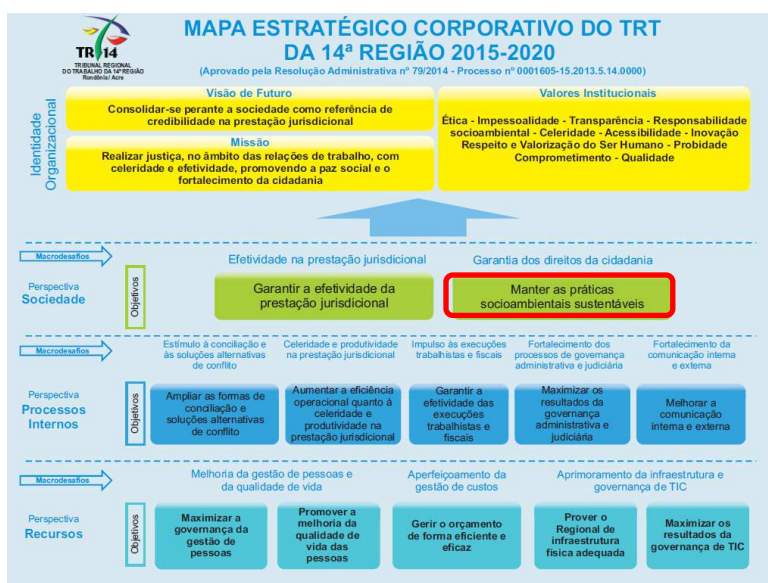 MAPA ESTRATÉGICO CORPORATIVO DO TRT
DA 14ª REGIÃO 2015-2020
(Aprovado pela Resolução Administrativa nº 79/2014 - Processo nº 0001605-15.2013.5.14.0000)
TR14
TRIBUNAL REGIONAL
DO TRABALHO DA 14ª REGIÃO
Rondônia / Acre
Identidade
Organizacional
Visão de Futuro
Consolidar-se perante a sociedade como referência de
credibilidade na prestação jurisdicional
Missão
Realizar justiça, no âmbito das relações de trabalho, com
celeridade e efetividade, promovendo a paz social e o
fortalecimento da cidadania
Valores Institucionais
Ética - Impessoalidade - Transparência - Responsabilidade
socioambiental - Celeridade - Acessibilidade - Inovação
Respeito e Valorização do Ser Humano - Probidade
Comprometimento - Qualidade
Macrodesafios
Efetividade na prestação jurisdicional
Garantia dos direitos da cidadania
Perspectiva
Sociedade
Objetivos
Garantir a efetividade da
prestação jurisdicional
Manter as práticas
socioambientais sustentáveis
Macrodesafios
Estímulo à conciliação e
às soluções alternativas
de conflito
Celeridade e produtividade
na prestação jurisdicional
Impulso às execuções
trabalhistas e fiscais
Fortalecimento dos
processos de governança
administrativa e judiciária
Fortalecimento da
comunicação interna
e externa
Perspectiva
Processos
Internos
Objetivos
Ampliar as formas de
conciliação e
soluções alternativas
de conflito
Aumentar a eficiência
operacional quanto à
celeridade e
produtividade na
prestação jurisdicional
Garantir a
efetividade das
execuções
trabalhistas e
fiscais
Maximizar os
resultados da
governança
administrativa e
judiciária
Melhorar a
comunicação
interna e externa
Macrodesafios
Melhoria da gestão de pessoas e
da qualidade de vida
Aperfeiçoamento da
gestão de custos
Aprimoramento da infraestrutura e
governança de TIC
Perspectiva
Recursos
Objetivos
Maximizar a
governança da
gestão de
pessoas
Promover a
melhoria da
qualidade de
vida das
pessoas
Gerir o orçamento
de forma eficiente e
eficaz
Prover o
Regional de
infraestrutura
física adequada
Maximizar os
resultados da
governança de TIC